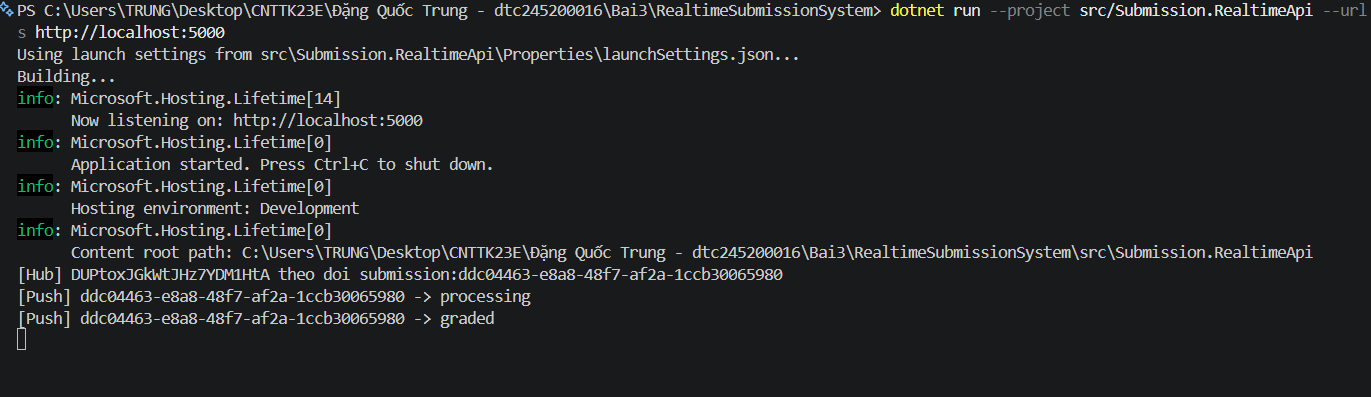 PS C:\Users\TRUNG\Desktop\CNTTK23E\Đặng Quốc Trung - dtc245200016\Bai3\RealtimeSubmissionSystem> dotnet run --project src/Submission.RealtimeApi --url
s http://localhost:5000
Using launch settings from src\Submission.RealtimeApi\Properties\launchSettings.json...
Building...
info: Microsoft.Hosting.Lifetime[14]
      Now listening on: http://localhost:5000
info: Microsoft.Hosting.Lifetime[0]
      Application started. Press Ctrl+C to shut down.
info: Microsoft.Hosting.Lifetime[0]
      Hosting environment: Development
info: Microsoft.Hosting.Lifetime[0]
      Content root path: C:\Users\TRUNG\Desktop\CNTTK23E\Đặng Quốc Trung - dtc245200016\Bai3\RealtimeSubmissionSystem\src\Submission.RealtimeApi
[Hub] DUPtoxJGkWtJHz7YDM1HtA theo doi submission:ddc04463-e8a8-48f7-af2a-1ccb30065980
[Push] ddc04463-e8a8-48f7-af2a-1ccb30065980 -> processing
[Push] ddc04463-e8a8-48f7-af2a-1ccb30065980 -> graded